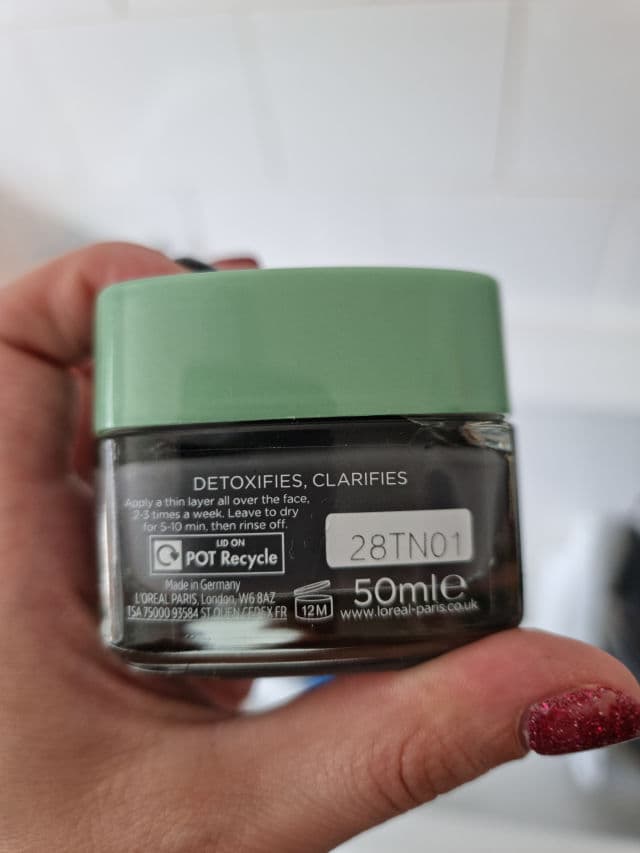 DETOXIFIES, CLARIFIES
Apply a thin layer all over the face,
2-3 times a week. Leave to dry
for 5-10 min, then rinse off.
LID ON
POT Recycle
28TN01
Made in Germany
L'OREAL PARIS, London, W6 8AZ
TSA 75000 93584 ST OUEN CEDEX FR
12M
50ml℮
www.loreal-paris.co.uk